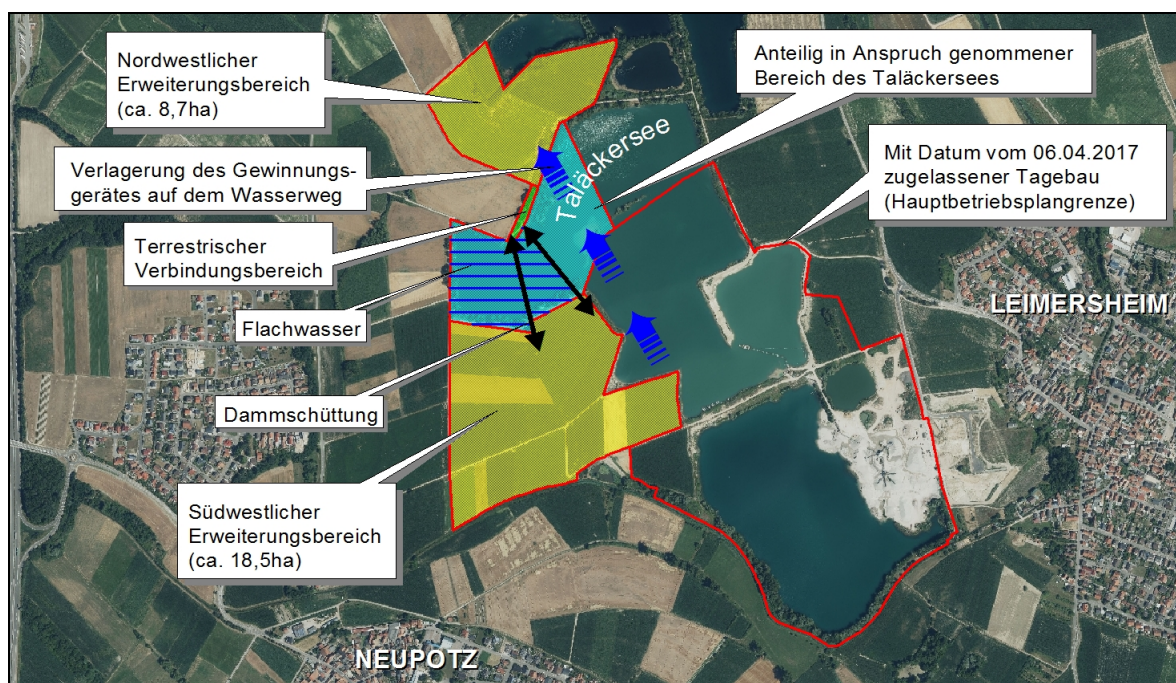 Nordwestlicher
Erweiterungsbereich
(ca. 8,7ha)
Anteilig in Anspruch genommener
Bereich des Taläckersees
Taläckersee
Mit Datum vom 06.04.2017
zugelassener Tagebau
(Hauptbetriebsplangrenze)
Verlagerung des Gewinnungs-
gerätes auf dem Wasserweg
Terrestrischer
Verbindungsbereich
LEIMERSHEIM
Flachwasser
Dammschüttung
Südwestlicher
Erweiterungsbereich
(ca. 18,5ha)
NEUPOTZ